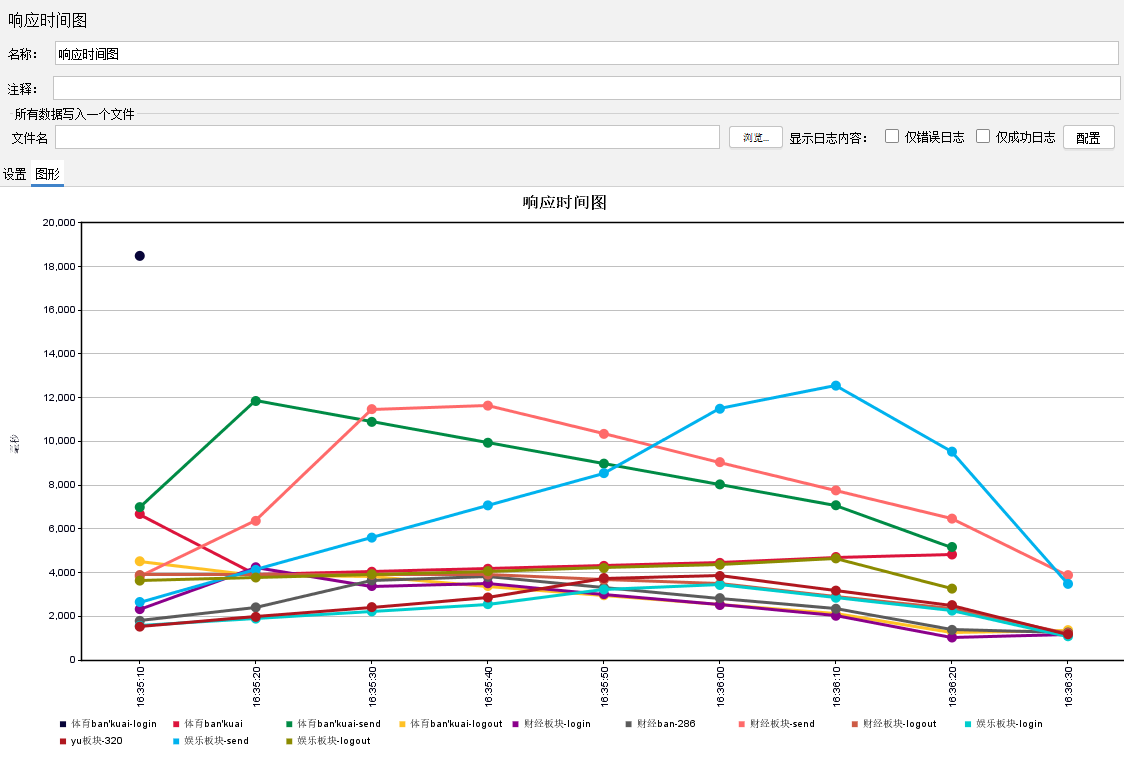 响应时间图
名称： 响应时间图
注释：
所有数据写入一个文件
文件名 浏览... 显示日志内容： 仅错误日志 仅成功日志 配置
设置 图形
响应时间图
20,000
18,000
16,000
14,000
12,000
10,000
毫秒
8,000
6,000
4,000
2,000
0
16:35:10 16:35:20 16:35:30 16:35:40 16:35:50 16:36:00 16:36:10 16:36:20 16:36:30
体育ban'kuai-login 体育ban'kuai 体育ban'kuai-send 体育ban'kuai-logout 财经板块-login 财经ban-286 财经板块-send 财经板块-logout 娱乐板块-login
yu板块-320 娱乐板块-send 娱乐板块-logout